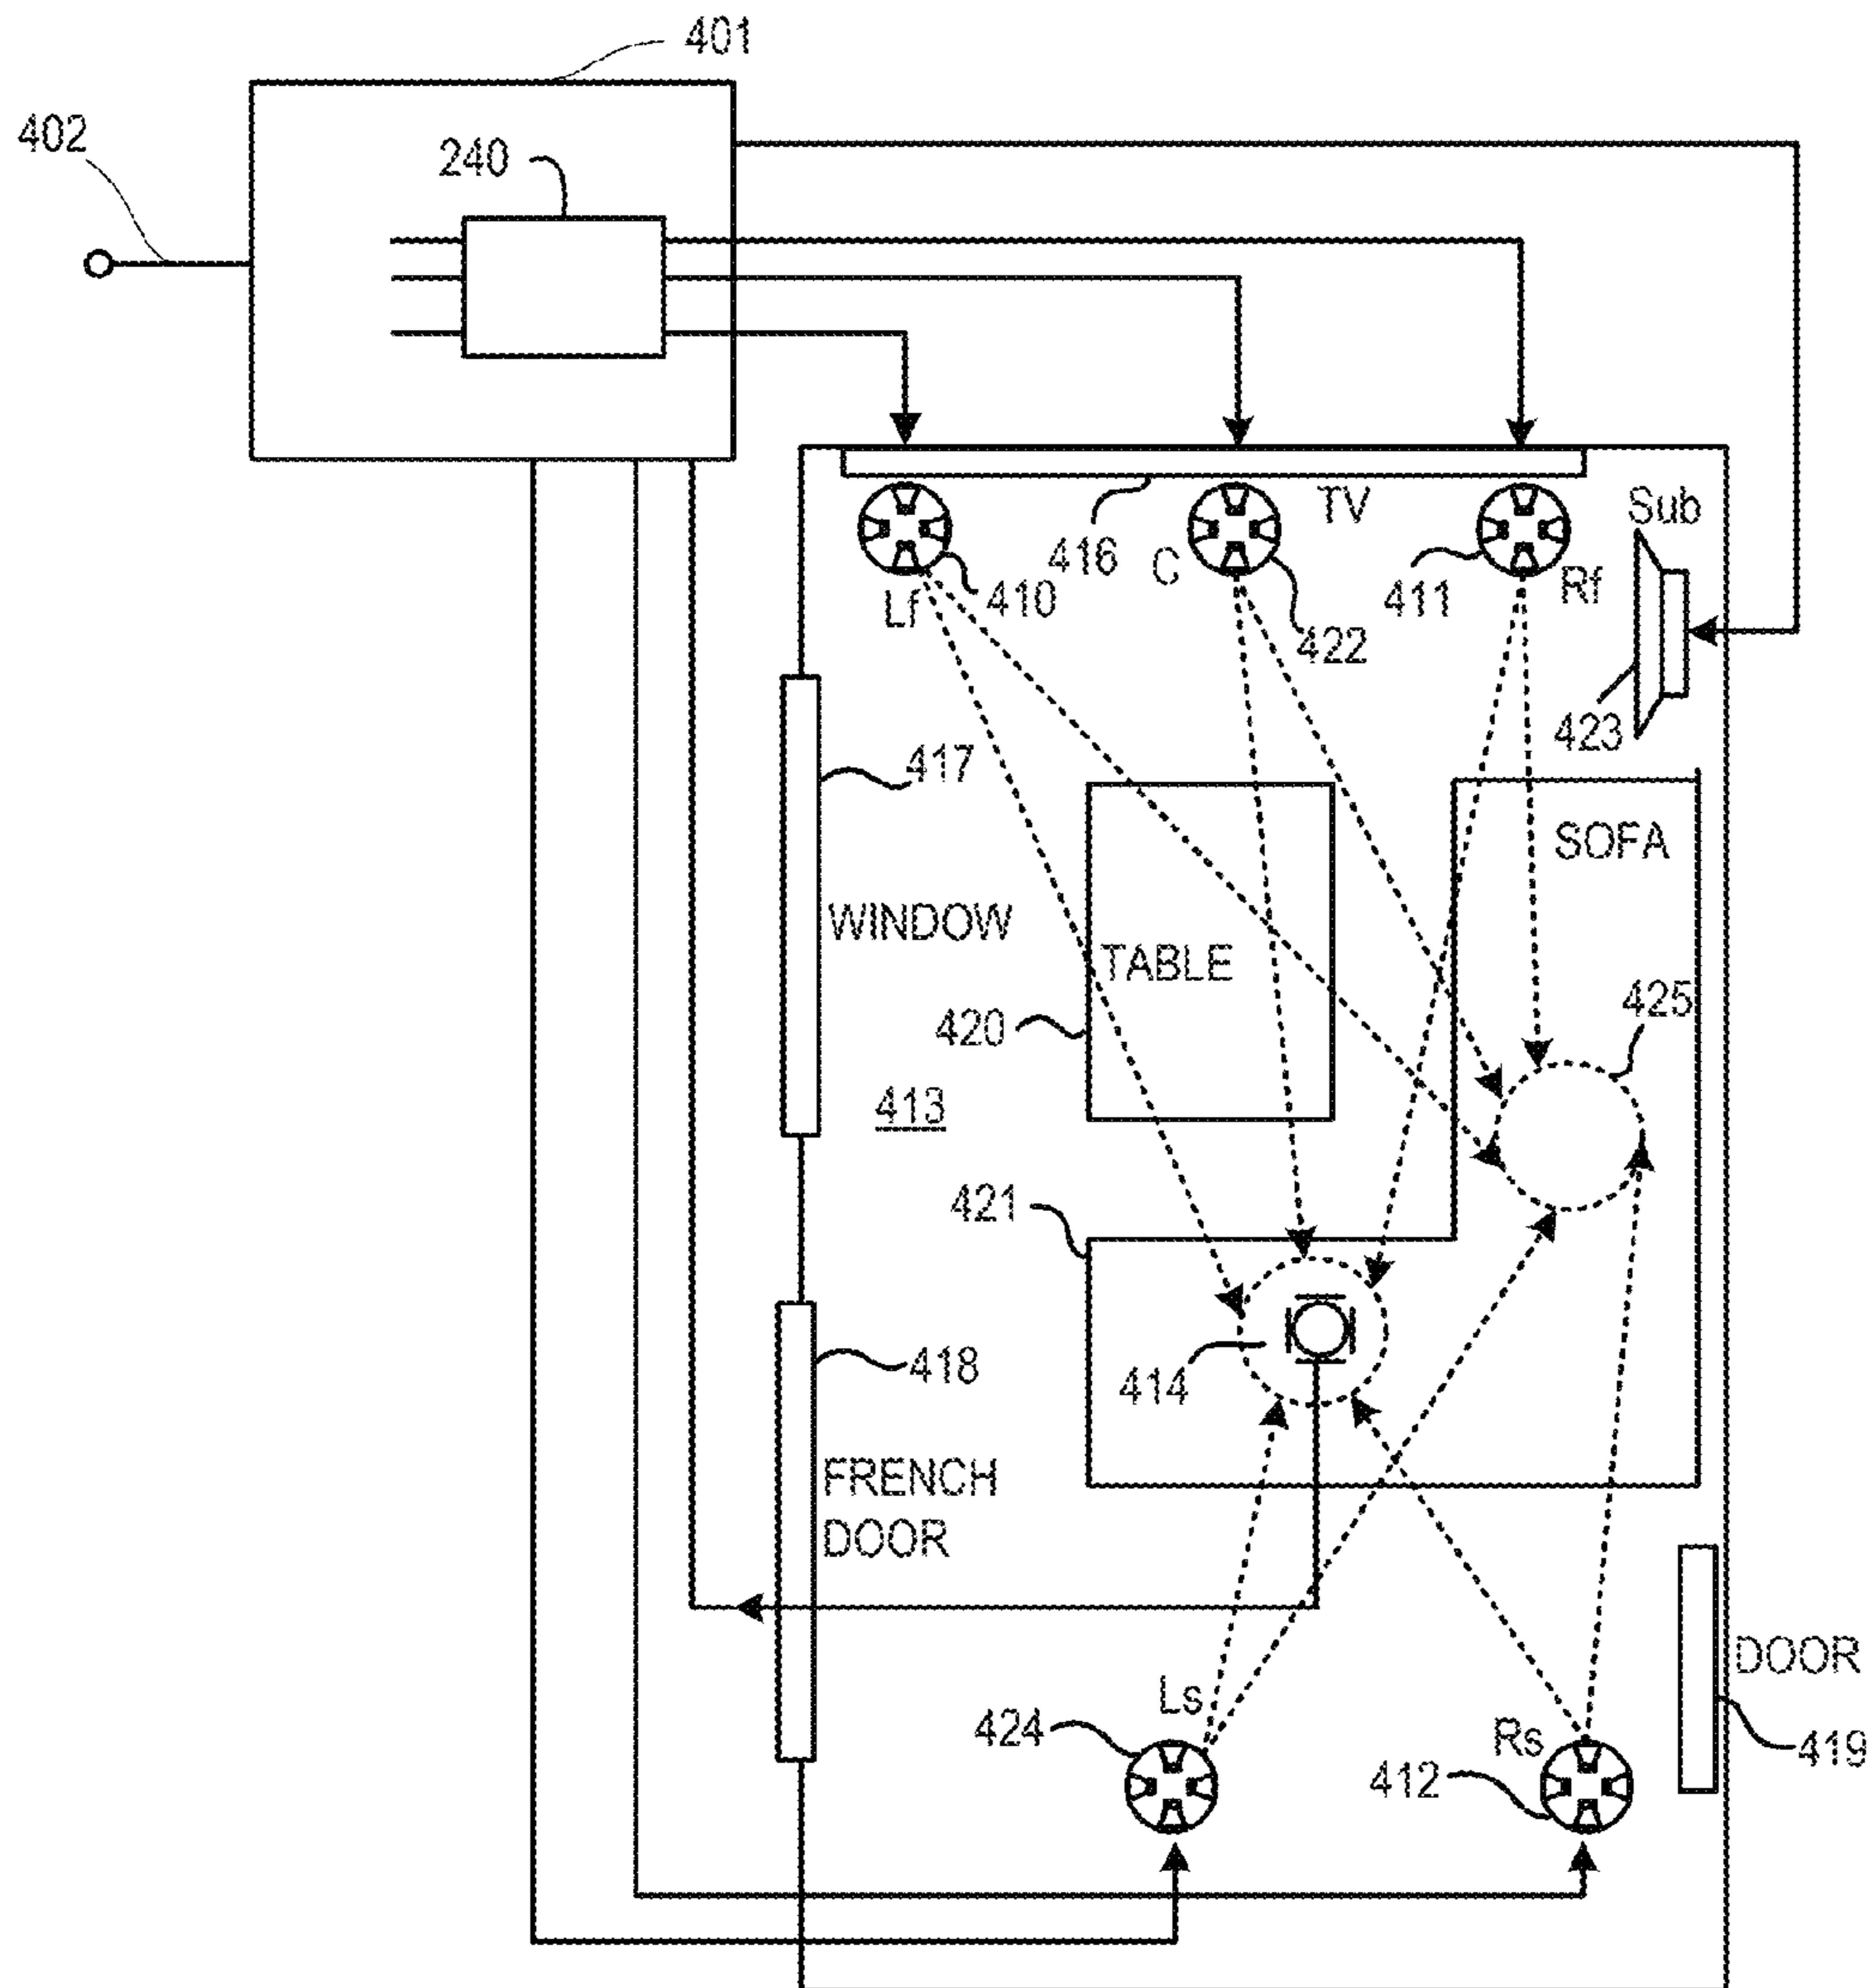 401
402
240
TV
Sub
416
C
410
Lf
411
Rf
422
423
417
SOFA
WINDOW
TABLE
425
420
413
421
414
418
FRENCH
DOOR
DOOR
Ls
424
Rs
412
419